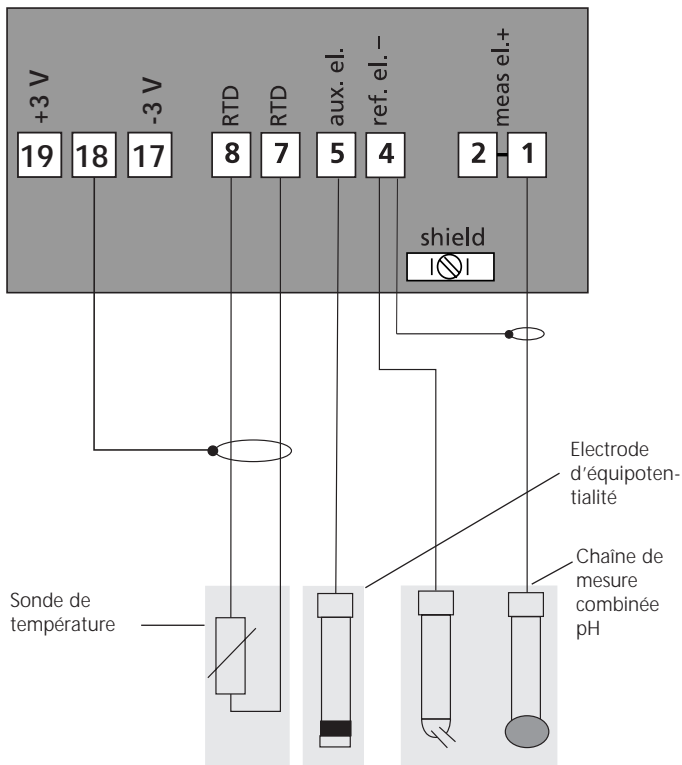 +3 V
-3 V
RTD
RTD
aux. el.
ref. el. –
meas el.+
19
18
17
8
7
5
4
2
1
shield
Electrode
d'équipoten-
tialité
Chaîne de
mesure
combinée
pH
Sonde de
température